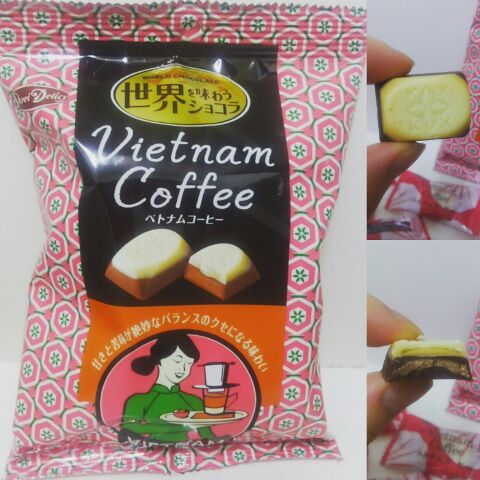 WORLD CHOCOLATE
世界を味わう
ショコラ
Vietnam
Coffee
ベトナムコーヒー
甘さと苦味が絶妙なバランスのクセになる味わい
Vietnam
Coffee